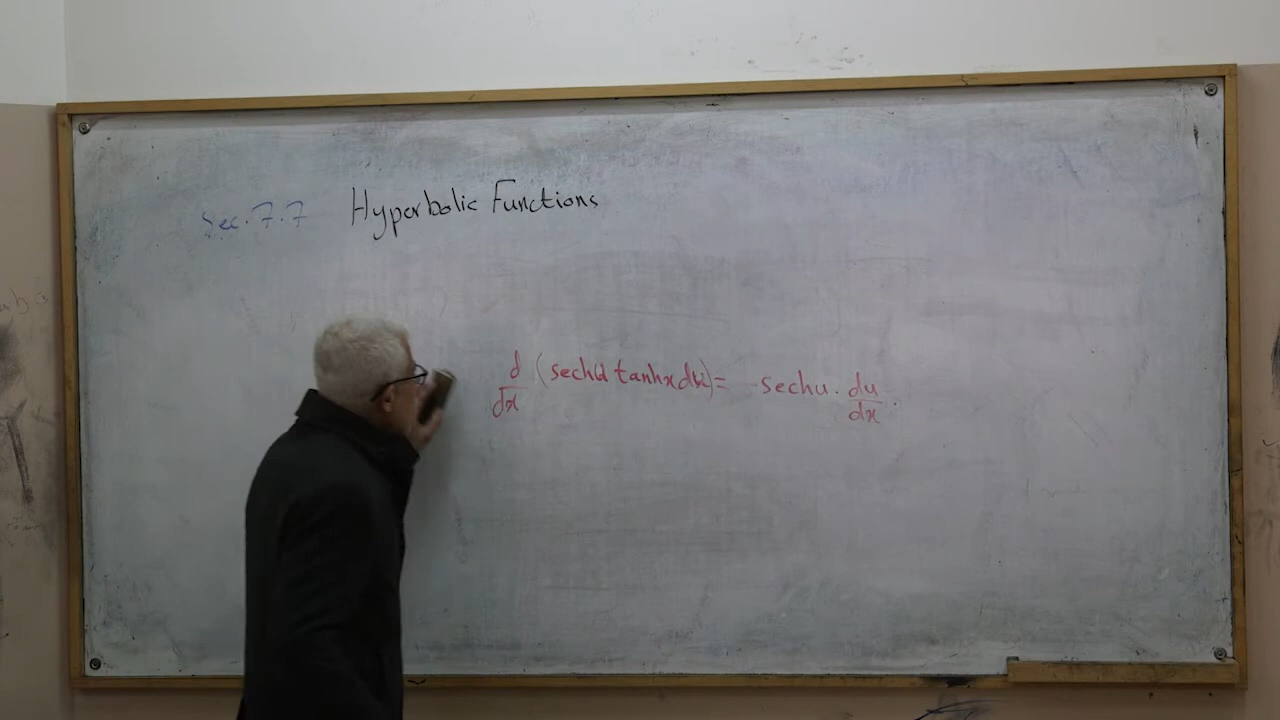 Sec. 7.7 Hyperbolic Functions
d/dx (sechu tanhx dx) = - sechu . du/dx .